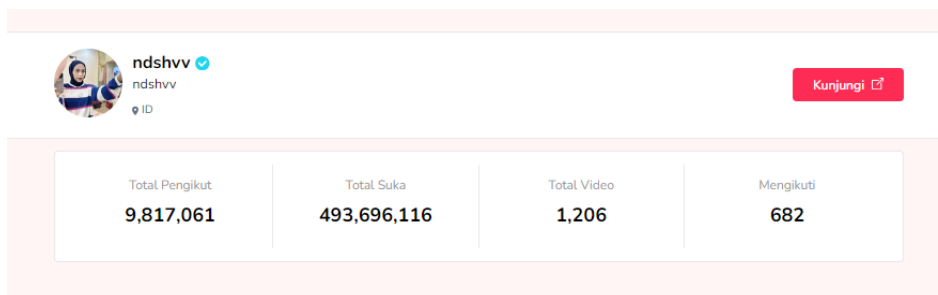 ndshvv
ndshvv
ID
Kunjungi
Total Pengikut
9,817,061
Total Suka
493,696,116
Total Video
1,206
Mengikuti
682